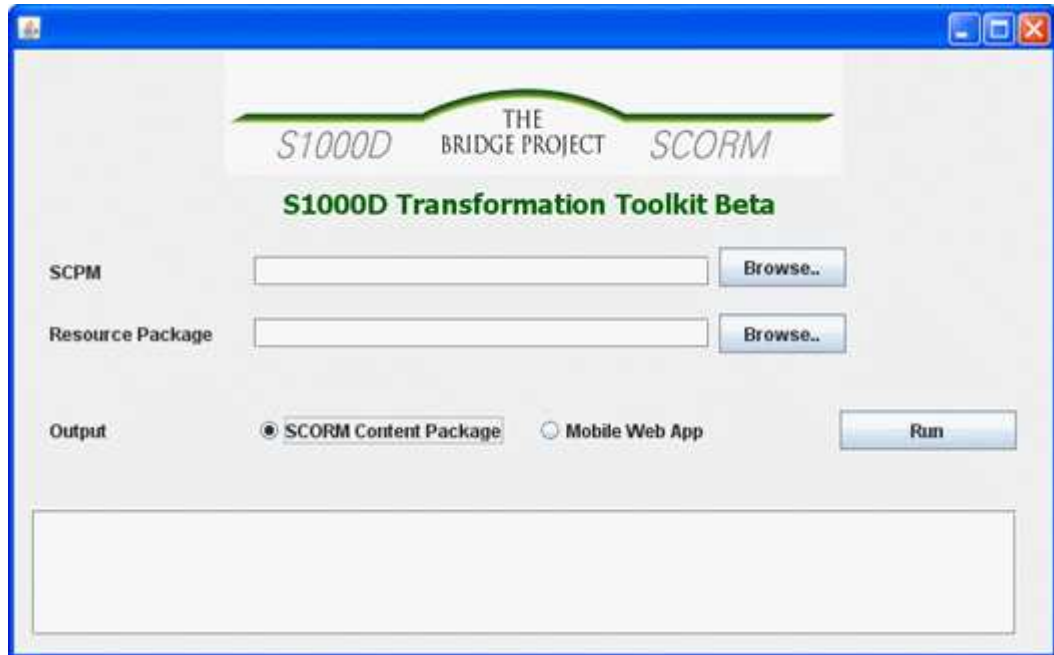 THE
S1000D BRIDGE PROJECT SCORM
S1000D Transformation Toolkit Beta
SCPM Browse..
Resource Package Browse..
Output SCORM Content Package Mobile Web App Run